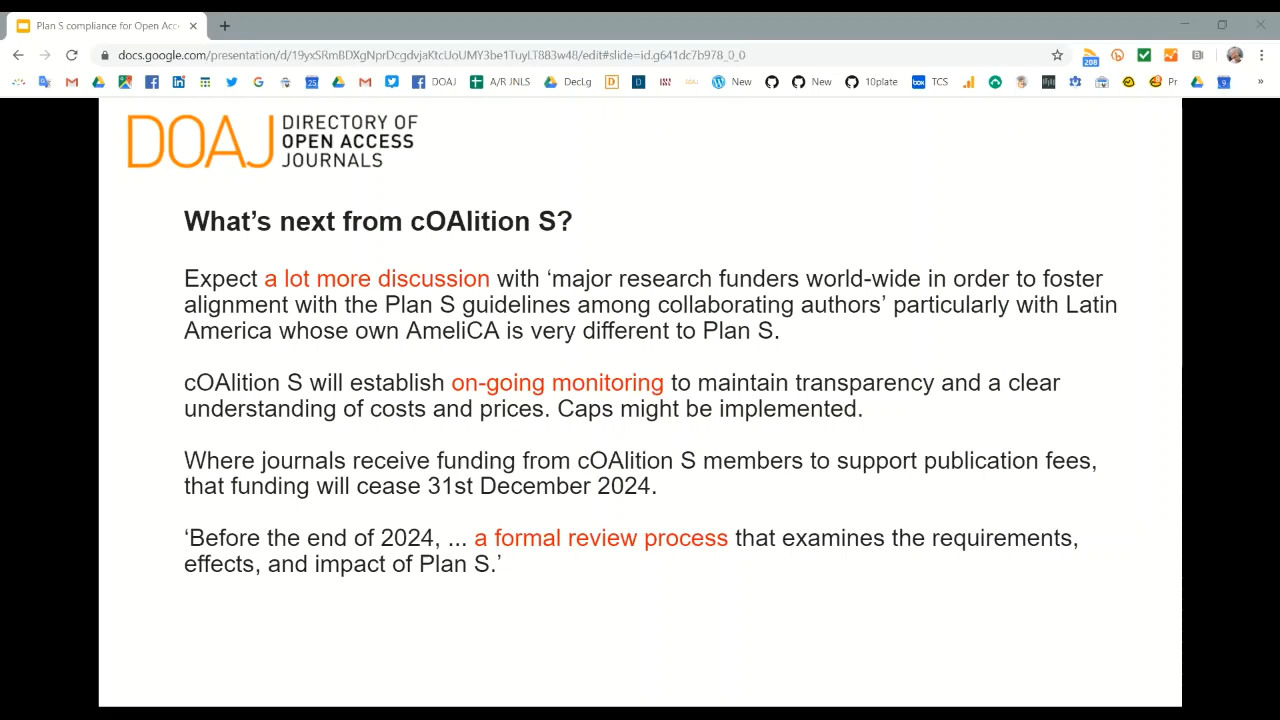 Plan S compliance for Open Acc
docs.google.com/presentation/d/19yxSRmBDXgNprDcgdvjaKtcUoUMY3be1TuyLT883w48/edit#slide=id.g641dc7b978_0_0
208
25 DOAJ A/R JNLS DecLg D D New New 10plate box TCS Pr 9 »
DOAJ DIRECTORY OF
OPEN ACCESS
JOURNALS
What's next from cOAlition S?
Expect a lot more discussion with ‘major research funders world-wide in order to foster
alignment with the Plan S guidelines among collaborating authors’ particularly with Latin
America whose own AmeliCA is very different to Plan S.
cOAlition S will establish on-going monitoring to maintain transparency and a clear
understanding of costs and prices. Caps might be implemented.
Where journals receive funding from cOAlition S members to support publication fees,
that funding will cease 31st December 2024.
‘Before the end of 2024, ... a formal review process that examines the requirements,
effects, and impact of Plan S.’